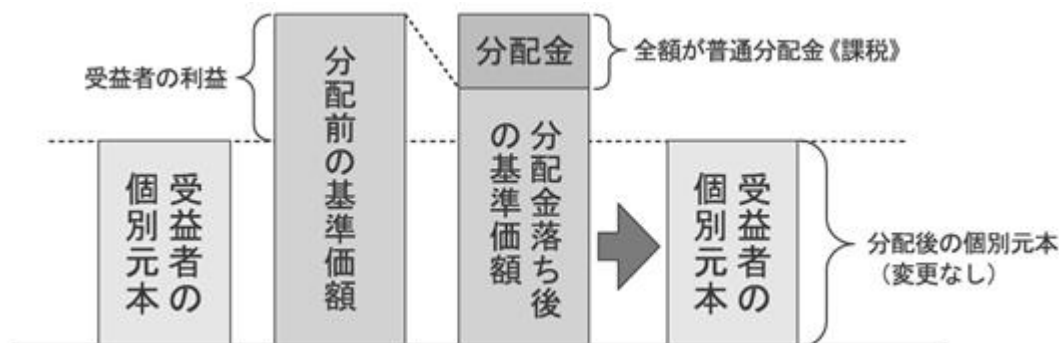 受益者の利益
受益者の
個別元本
分配前の基準価額
分配金
全額が普通分配金《課税》
分配金落ち後
の基準価額
受益者の
個別元本
分配後の個別元本
（変更なし）